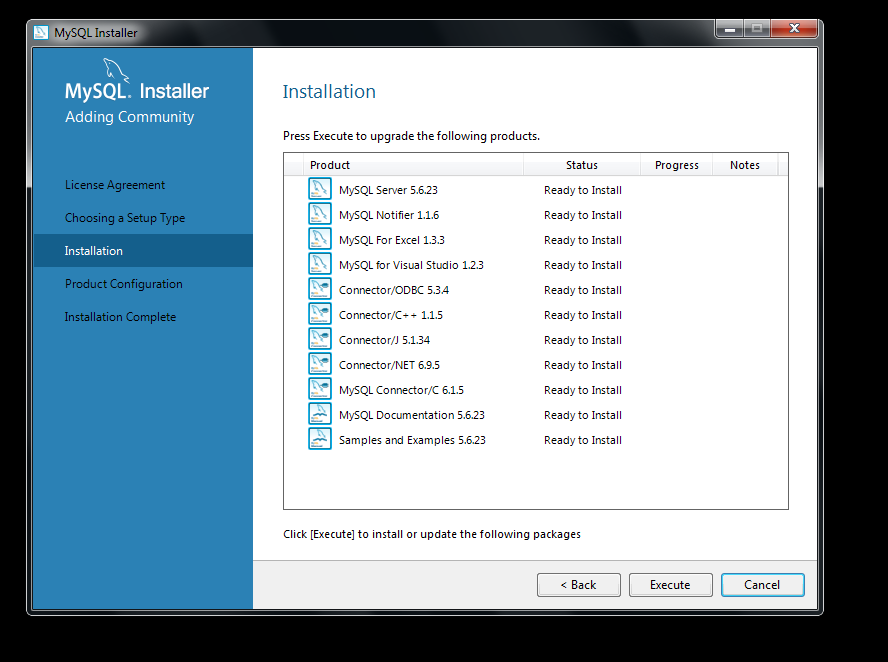 MySQL Installer
MySQL. Installer
Adding Community
License Agreement
Choosing a Setup Type
Installation
Product Configuration
Installation Complete
Installation
Press Execute to upgrade the following products.
Product Status Progress Notes
MySQL Server 5.6.23 Ready to Install
MySQL Notifier 1.1.6 Ready to Install
MySQL For Excel 1.3.3 Ready to Install
MySQL for Visual Studio 1.2.3 Ready to Install
Connector/ODBC 5.3.4 Ready to Install
Connector/C++ 1.1.5 Ready to Install
Connector/J 5.1.34 Ready to Install
Connector/NET 6.9.5 Ready to Install
MySQL Connector/C 6.1.5 Ready to Install
MySQL Documentation 5.6.23 Ready to Install
Samples and Examples 5.6.23 Ready to Install
Click [Execute] to install or update the following packages
< Back Execute Cancel